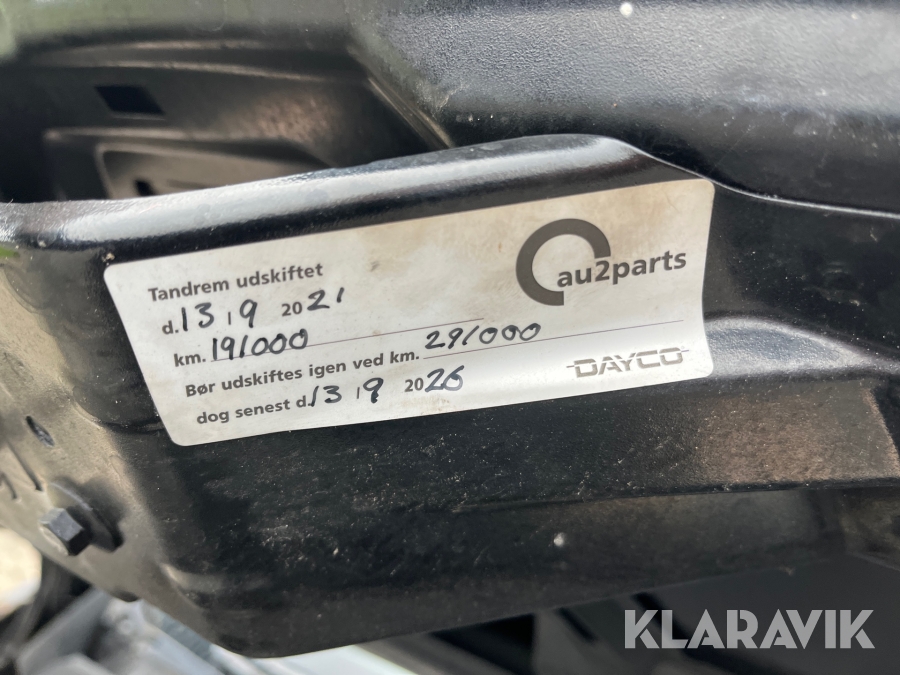 Tandrem udskiftet
d. 13 / 9 2021
km. 191000
Bør udskiftes igen ved km. 291000
dog senest d. 13 / 9 2026
au2parts
DAYCO
KLARAVIK